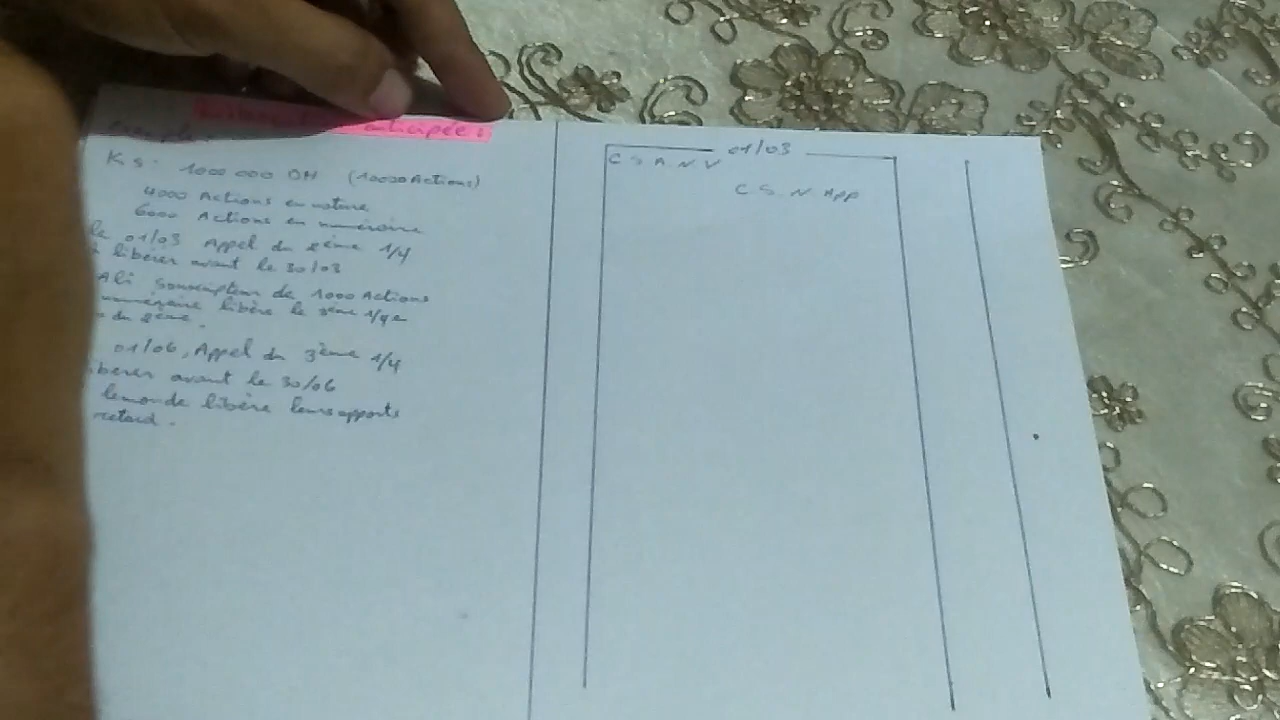 anticipée :
Exemple :
KS : 1000 000 DH (10000 Actions)
4000 Actions en nature
6000 Actions en numéraire
le 01/03 Appel du 2ème 1/4
à libérer avant le 30/03
Ali souscripteur de 1000 Actions
numéraire libère le 3ème 1/4
du 2ème.
01/06, Appel du 3ème 1/4
libérer avant le 30/06
le monde libère leurs apports
retard.
01/03
C S A N V
C S. N App